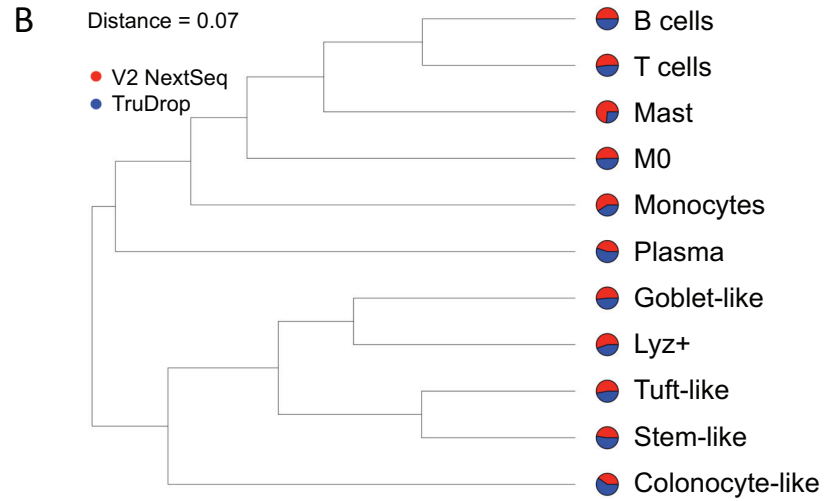 B
Distance = 0.07
V2 NextSeq
TruDrop
B cells
T cells
Mast
M0
Monocytes
Plasma
Goblet-like
Lyz+
Tuft-like
Stem-like
Colonocyte-like